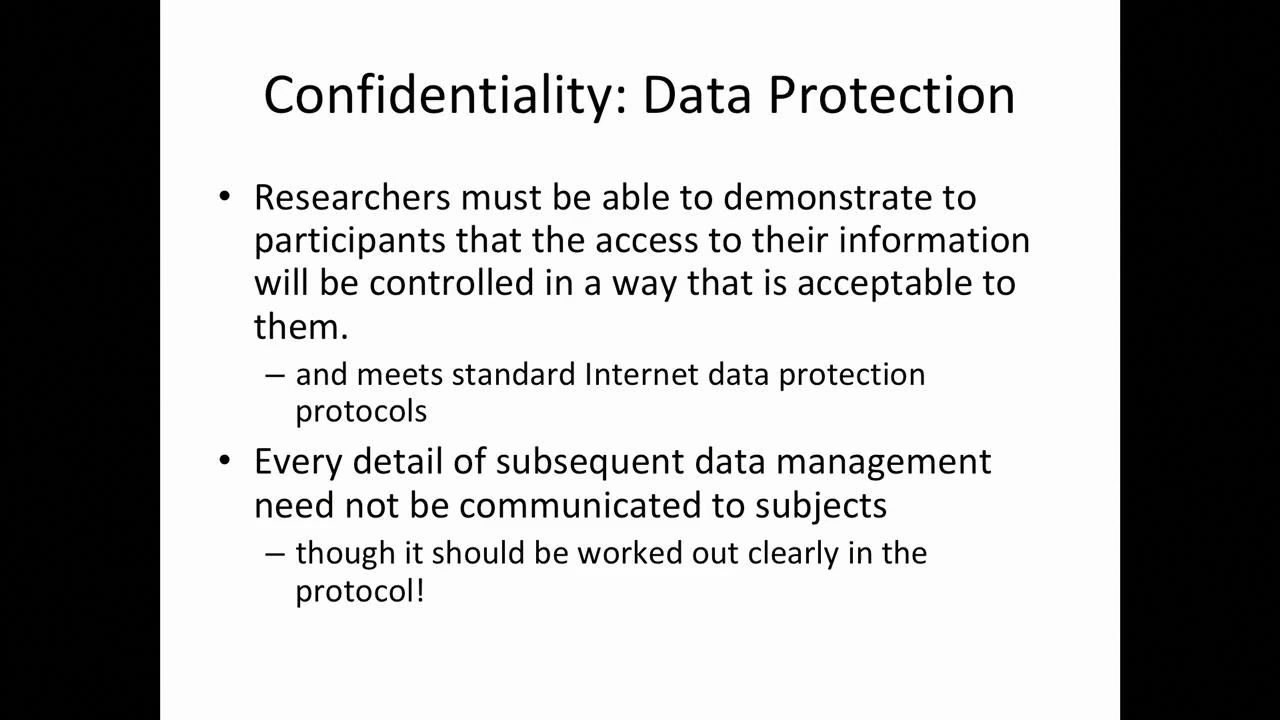 Confidentiality: Data Protection
• Researchers must be able to demonstrate to
participants that the access to their information
will be controlled in a way that is acceptable to
them.
– and meets standard Internet data protection
protocols
• Every detail of subsequent data management
need not be communicated to subjects
– though it should be worked out clearly in the
protocol!